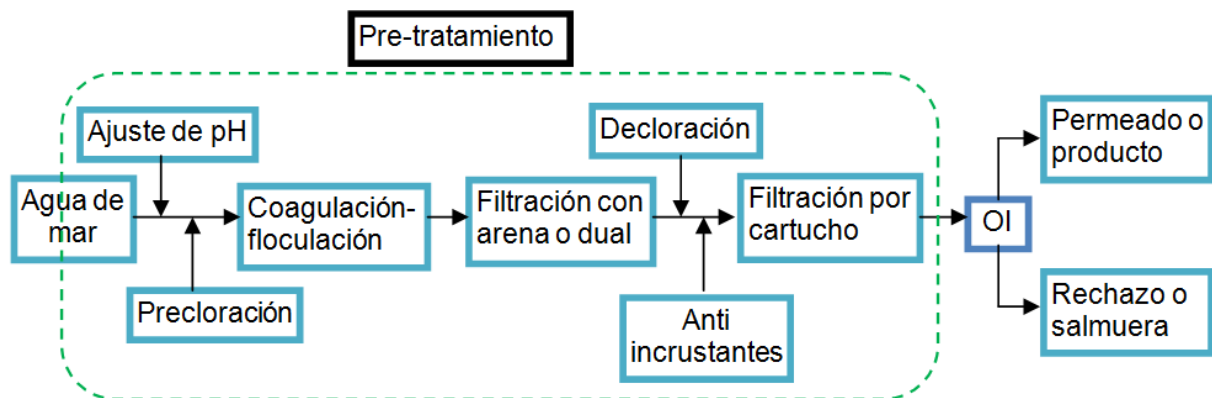 Pre-tratamiento
Ajuste de pH
Agua de
mar
Precloración
Coagulación-
floculación
Filtración con
arena o dual
Decloración
Anti
incrustantes
Filtración por
cartucho
OI
Permeado o
producto
Rechazo o
salmuera